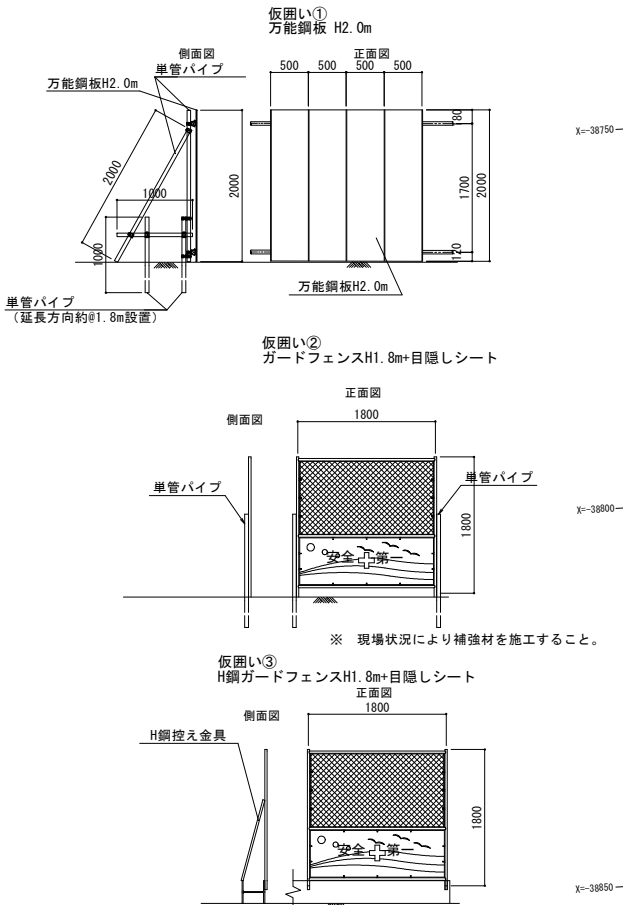 仮囲い①
万能鋼板 H2.0m
側面図
正面図
単管パイプ
万能鋼板H2.0m
500 500 500 500
2000
1000
1000
2000
180
1700
120
2000
X=-38750
万能鋼板H2.0m
単管パイプ
（延長方向約@1.8m設置）
仮囲い②
ガードフェンスH1.8m+目隠しシート
正面図
側面図
1800
単管パイプ
単管パイプ
1800
X=-38800
安全 第一
※ 現場状況により補強材を施工すること。
仮囲い③
H鋼ガードフェンスH1.8m+目隠しシート
正面図
側面図
1800
H鋼控え金具
1800
安全 第一
X=-38850